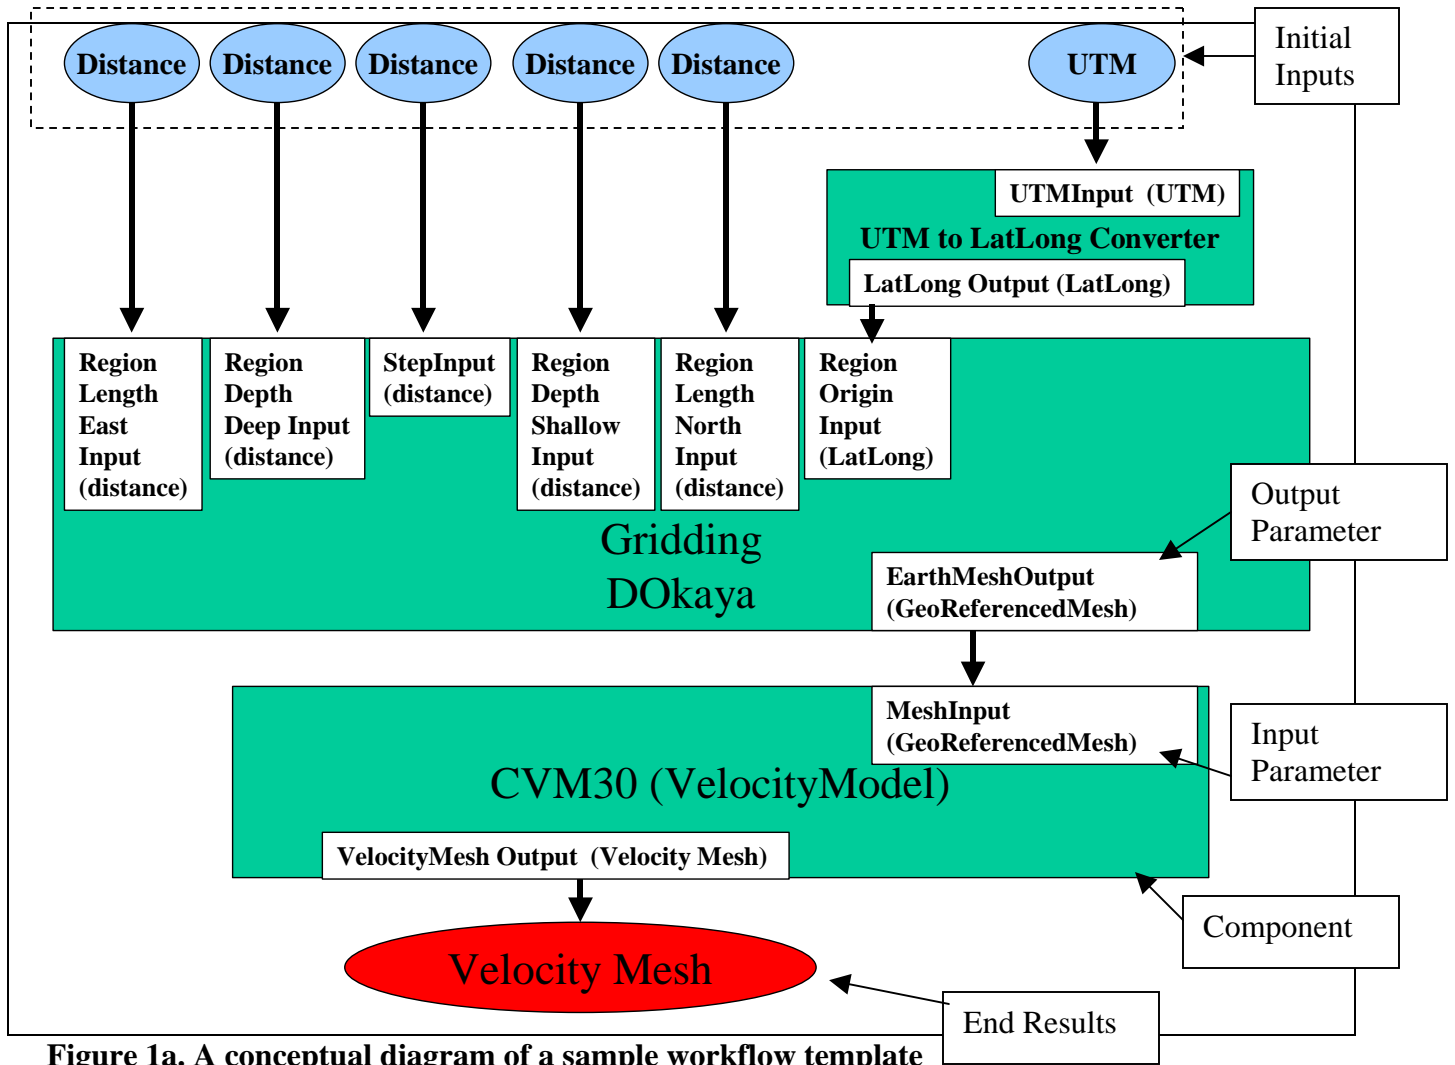 Distance
Distance
Distance
Distance
Distance
UTM
Initial
Inputs
UTMInput (UTM)
UTM to LatLong Converter
LatLong Output (LatLong)
Region
Length
East
Input
(distance)
Region
Depth
Deep Input
(distance)
StepInput
(distance)
Region
Depth
Shallow
Input
(distance)
Region
Length
North
Input
(distance)
Region
Origin
Input
(LatLong)
Gridding
DOkaya
Output
Parameter
EarthMeshOutput
(GeoReferencedMesh)
MeshInput
(GeoReferencedMesh)
Input
Parameter
CVM30 (VelocityModel)
VelocityMesh Output (Velocity Mesh)
Component
Velocity Mesh
End Results
Figure 1a. A conceptual diagram of a sample workflow template